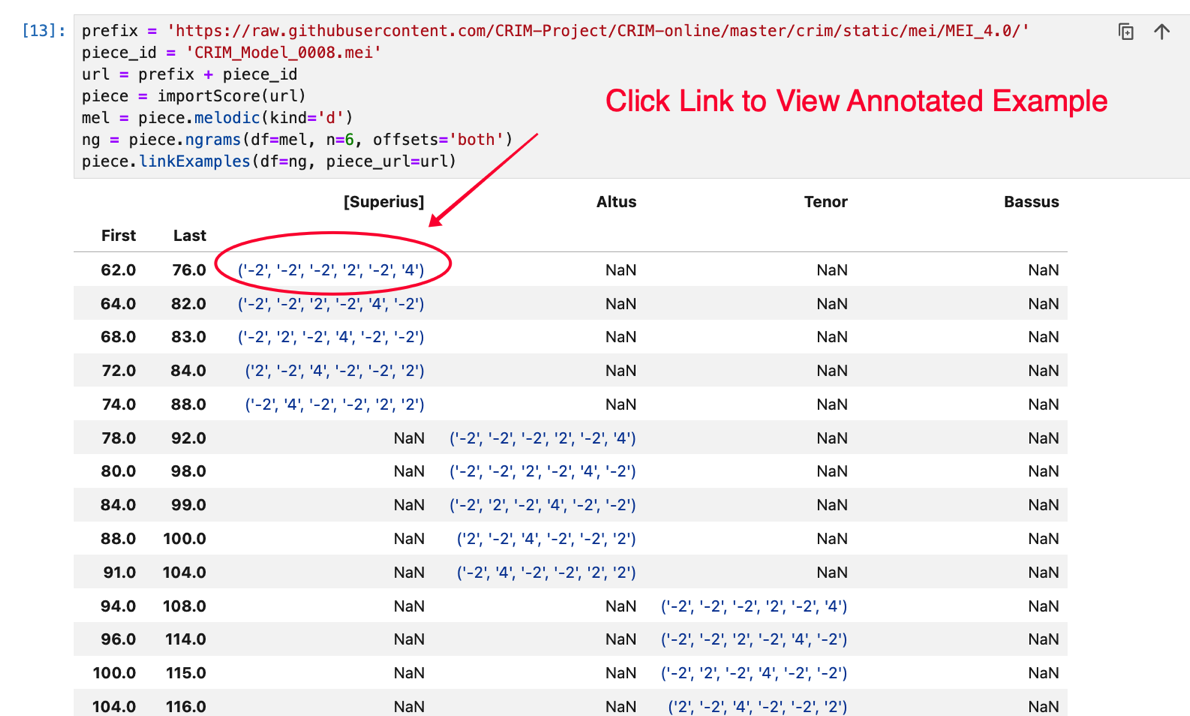 [13]: prefix = 'https://raw.githubusercontent.com/CRIM-Project/CRIM-online/master/crim/static/mei/MEI_4.0/'
piece_id = 'CRIM_Model_0008.mei'
url = prefix + piece_id
piece = importScore(url)
Click Link to View Annotated Example
mel = piece.melodic(kind='d')
ng = piece.ngrams(df=mel, n=6, offsets='both')
piece.linkExamples(df=ng, piece_url=url)
[Superius] Altus Tenor Bassus
First Last
62.0 76.0 ('-2', '-2', '-2', '2', '-2', '4') NaN NaN NaN
64.0 82.0 ('-2', '-2', '2', '-2', '4', '-2') NaN NaN NaN
68.0 83.0 ('-2', '2', '-2', '4', '-2', '-2') NaN NaN NaN
72.0 84.0 ('2', '-2', '4', '-2', '-2', '2') NaN NaN NaN
74.0 88.0 ('-2', '4', '-2', '-2', '2', '2') NaN NaN NaN
78.0 92.0 NaN ('-2', '-2', '-2', '2', '-2', '4') NaN NaN
80.0 98.0 NaN ('-2', '-2', '2', '-2', '4', '-2') NaN NaN
84.0 99.0 NaN ('-2', '2', '-2', '4', '-2', '-2') NaN NaN
88.0 100.0 NaN ('2', '-2', '4', '-2', '-2', '2') NaN NaN
91.0 104.0 NaN ('-2', '4', '-2', '-2', '2', '2') NaN NaN
94.0 108.0 NaN NaN ('-2', '-2', '-2', '2', '-2', '4') NaN
96.0 114.0 NaN NaN ('-2', '-2', '2', '-2', '4', '-2') NaN
100.0 115.0 NaN NaN ('-2', '2', '-2', '4', '-2', '-2') NaN
104.0 116.0 NaN NaN ('2', '-2', '4', '-2', '-2', '2') NaN